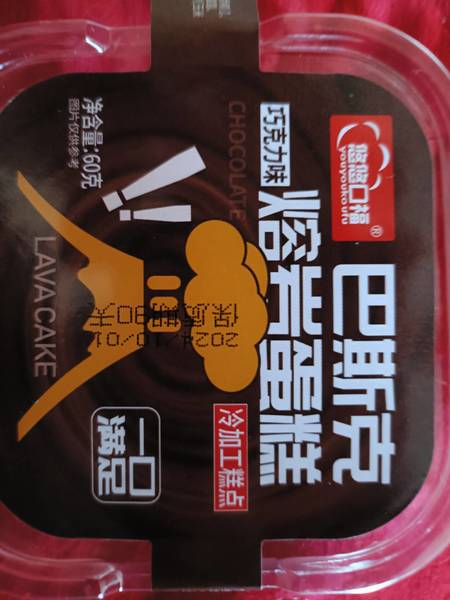 悠悠口福®
youyoukoufu
巴斯克
熔岩蛋糕
巧克力味
CHOCOLATE
冷加工糕点
净含量:60克
图片仅供参考
一口
满足
LAVA CAKE
2024/10/01
保质期90天